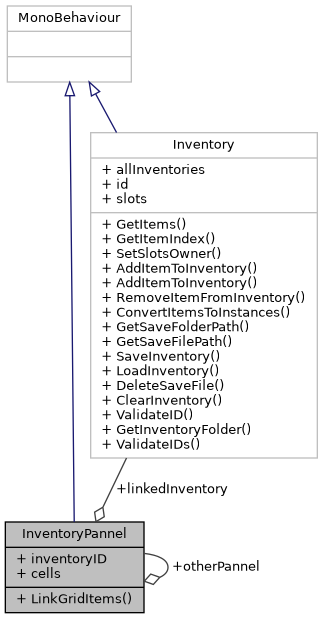 MonoBehaviour
Inventory
+ allInventories
+ id
+ slots
+ GetItems()
+ GetItemIndex()
+ SetSlotsOwner()
+ AddItemToInventory()
+ AddItemToInventory()
+ RemoveItemFromInventory()
+ ConvertItemsToInstances()
+ GetSaveFolderPath()
+ GetSaveFilePath()
+ SaveInventory()
+ LoadInventory()
+ DeleteSaveFile()
+ ClearInventory()
+ ValidateID()
+ GetInventoryFolder()
+ ValidateIDs()
+linkedInventory
InventoryPannel
+ inventoryID
+ cells
+ LinkGridItems()
+otherPannel